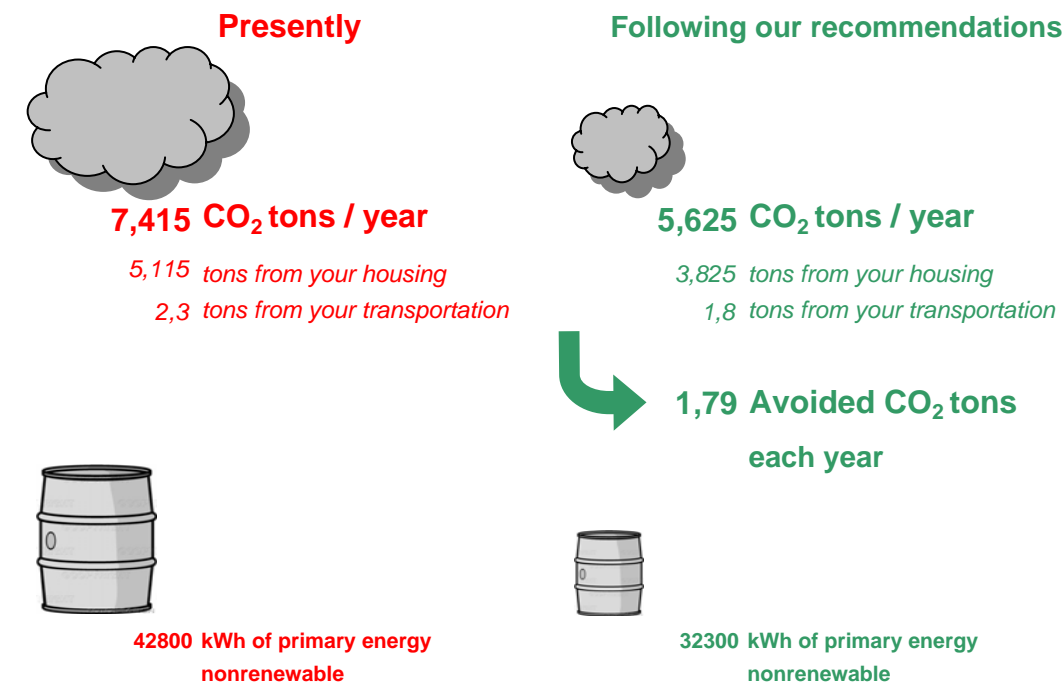 Presently
Following our recommendations
7,415 CO₂ tons / year
5,115 tons from your housing
2,3 tons from your transportation
5,625 CO₂ tons / year
3,825 tons from your housing
1,8 tons from your transportation
1,79 Avoided CO₂ tons
each year
42800 kWh of primary energy
nonrenewable
32300 kWh of primary energy
nonrenewable